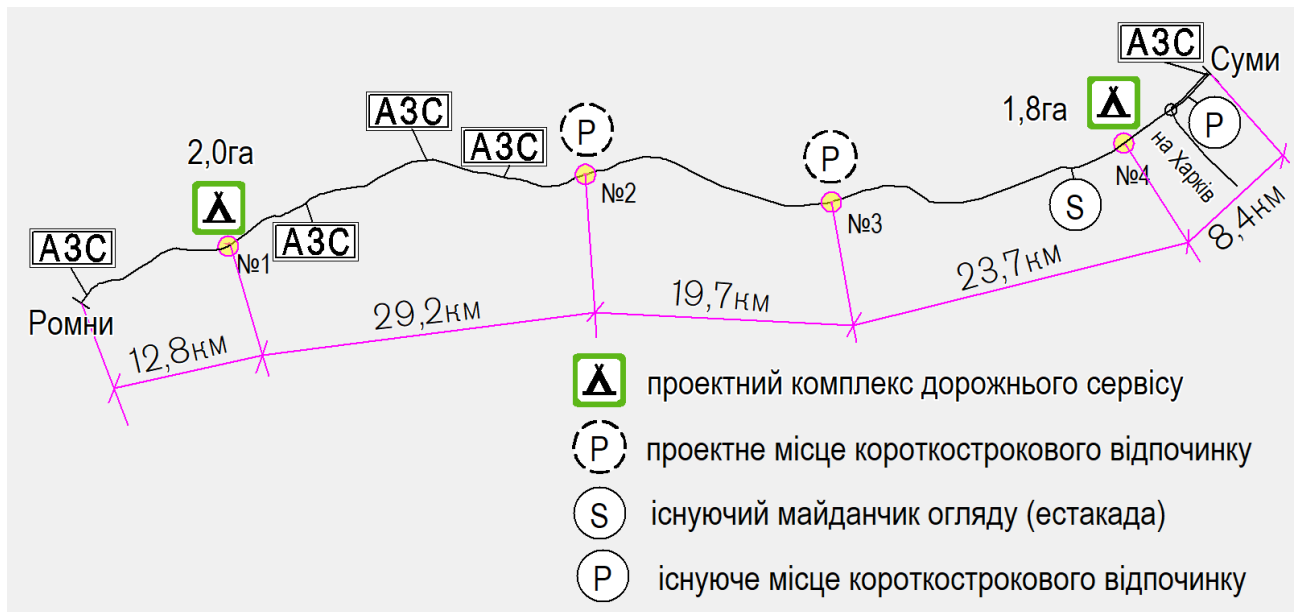 АЗС
Суми
1,8га
АЗС
P
АЗС
P
2,0га
P
на Харків
№4
№2
S
№3
АЗС
АЗС
№1
8,4км
23,7км
19,7км
29,2км
Ромни
12,8км
проектний комплекс дорожнього сервісу
P проектне місце короткострокового відпочинку
S існуючий майданчик огляду (естакада)
P існуюче місце короткострокового відпочинку